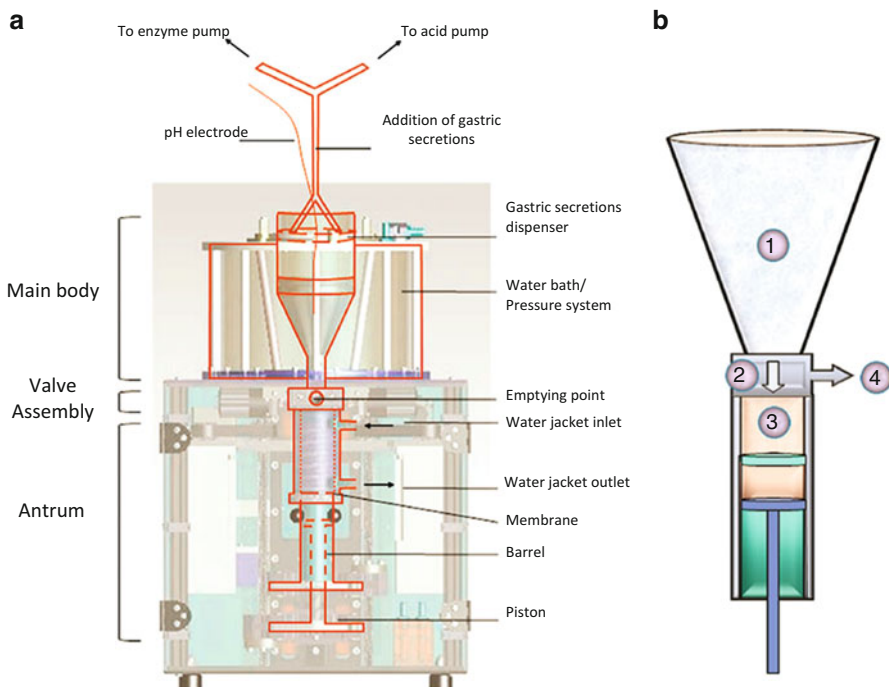 a
b
To enzyme pump
To acid pump
pH electrode
Addition of gastric
secretions
Gastric secretions
dispenser
Main body
Water bath/
Pressure system
Valve
Assembly
Emptying point
Water jacket inlet
Antrum
Water jacket outlet
Membrane
Barrel
Piston
1
2
4
3